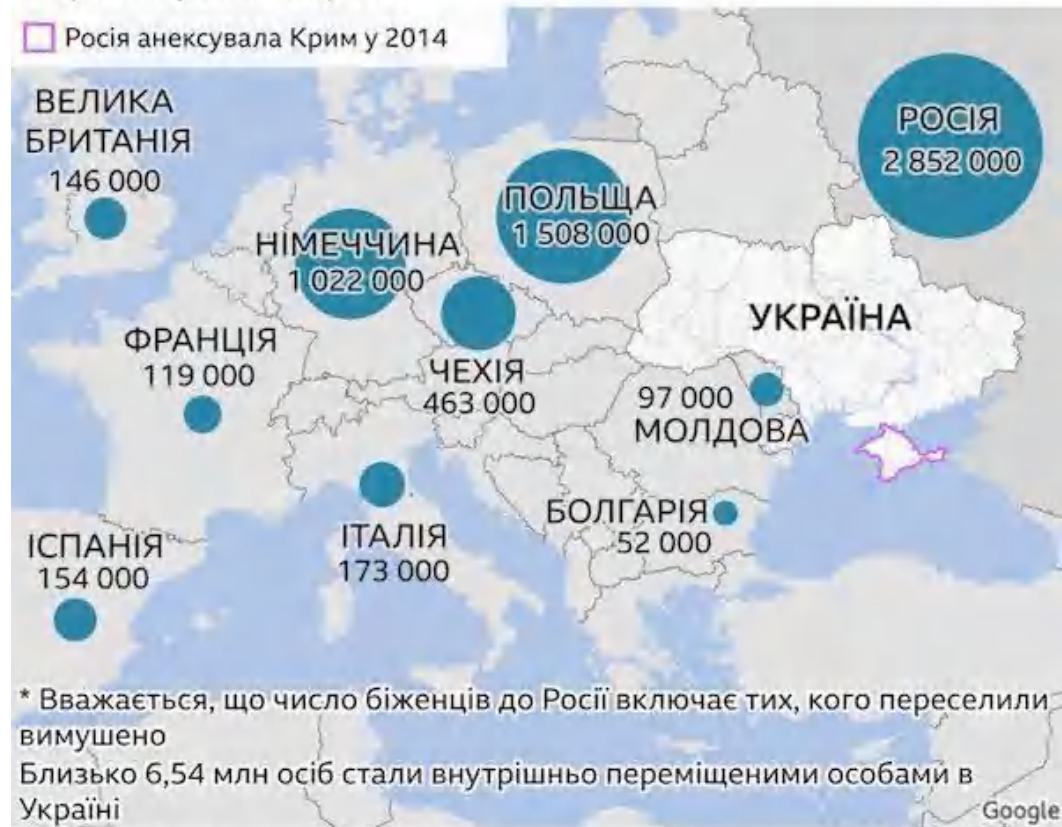 Росія анексувала Крим у 2014
ВЕЛИКА
БРИТАНІЯ
146 000
РОСІЯ
2 852 000
ПОЛЬЩА
1 508 000
НІМЕЧЧИНА
1 022 000
УКРАЇНА
ФРАНЦІЯ
119 000
ЧЕХІЯ
463 000
97 000
МОЛДОВА
БОЛГАРІЯ
52 000
ІТАЛІЯ
173 000
ІСПАНІЯ
154 000
* Вважається, що число біженців до Росії включає тих, кого переселили
вимушено
Близько 6,54 млн осіб стали внутрішньо переміщеними особами в
Україні
Google